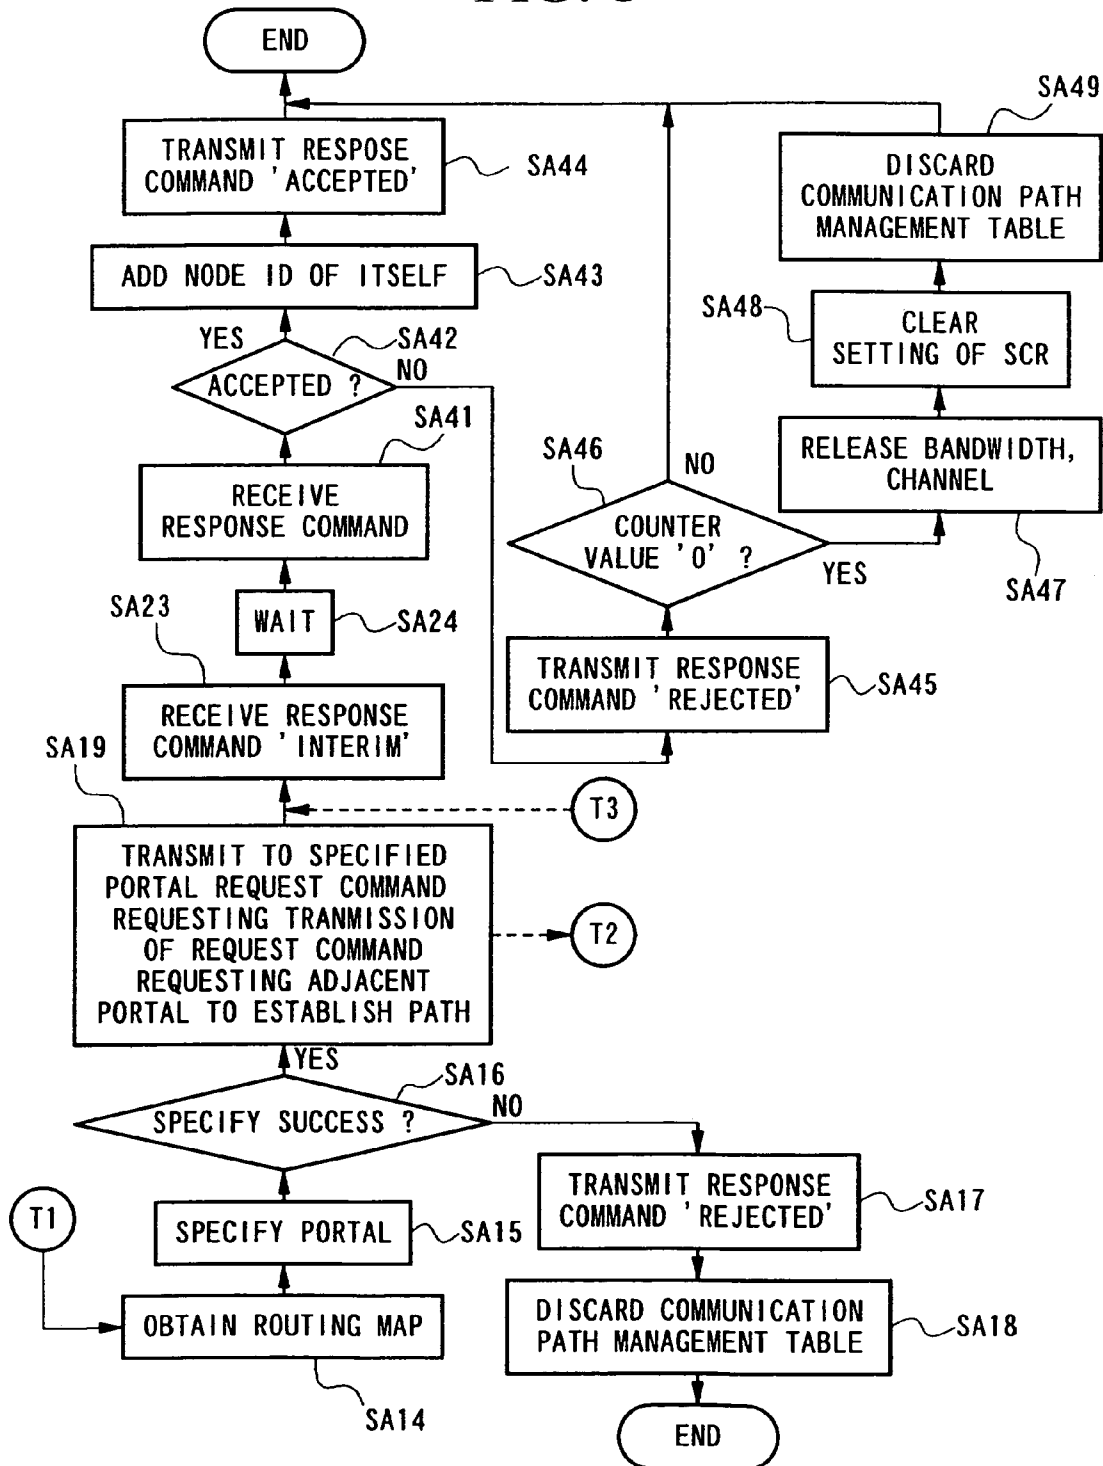 END
SA49
TRANSMIT RESPOSE
COMMAND 'ACCEPTED'
SA44
DISCARD
COMMUNICATION PATH
MANAGEMENT TABLE
ADD NODE ID OF ITSELF
SA43
SA48
CLEAR
SETTING OF SCR
YES
SA42
ACCEPTED ?
NO
SA41
SA46
NO
RELEASE BANDWIDTH,
CHANNEL
RECEIVE
RESPONSE COMMAND
COUNTER
VALUE '0' ?
YES
SA47
SA23
WAIT
SA24
TRANSMIT RESPONSE
COMMAND 'REJECTED'
SA45
RECEIVE RESPONSE
COMMAND 'INTERIM'
SA19
T3
TRANSMIT TO SPECIFIED
PORTAL REQUEST COMMAND
REQUESTING TRANMISSION
OF REQUEST COMMAND
REQUESTING ADJACENT
PORTAL TO ESTABLISH PATH
T2
YES
SA16
SPECIFY SUCCESS ?
NO
TRANSMIT RESPONSE
COMMAND 'REJECTED'
SA17
T1
SPECIFY PORTAL
SA15
OBTAIN ROUTING MAP
DISCARD COMMUNICATION
PATH MANAGEMENT TABLE
SA18
SA14
END